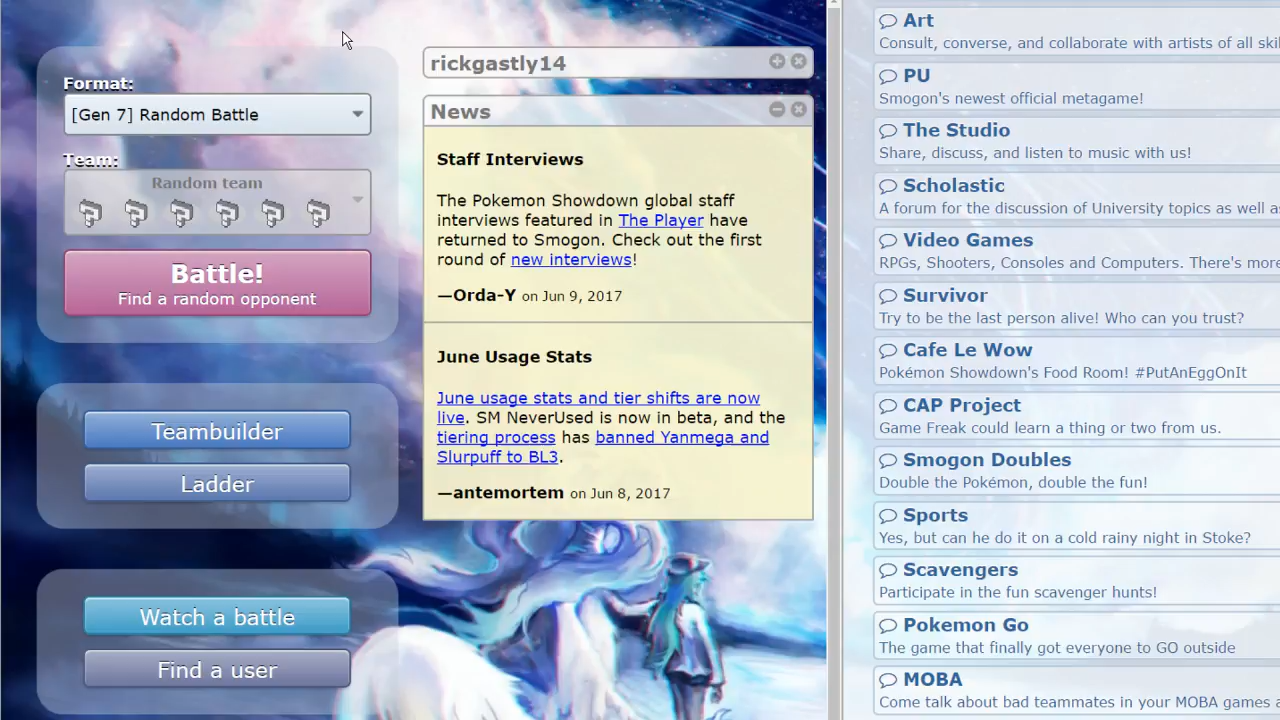 Format:
[Gen 7] Random Battle
Team:
Random team
Battle!
Find a random opponent
Teambuilder
Ladder
Watch a battle
Find a user
rickgastly14
News
Staff Interviews
The Pokemon Showdown global staff
interviews featured in The Player have
returned to Smogon. Check out the first
round of new interviews!
—Orda-Y on Jun 9, 2017
June Usage Stats
June usage stats and tier shifts are now
live. SM NeverUsed is now in beta, and the
tiering process has banned Yanmega and
Slurpuff to BL3.
—antemortem on Jun 8, 2017
Art
Consult, converse, and collaborate with artists of all
PU
Smogon's newest official metagame!
The Studio
Share, discuss, and listen to music with us!
Scholastic
A forum for the discussion of University topics as well as
Video Games
RPGs, Shooters, Consoles and Computers. There's more
Survivor
Try to be the last person alive! Who can you trust?
Cafe Le Wow
Pokémon Showdown's Food Room! #PutAnEggOnIt
CAP Project
Game Freak could learn a thing or two from us.
Smogon Doubles
Double the Pokémon, double the fun!
Sports
Yes, but can he do it on a cold rainy night in Stoke?
Scavengers
Participate in the fun scavenger hunts!
Pokemon Go
The game that finally got everyone to GO outside
MOBA
Come talk about bad teammates in your MOBA games